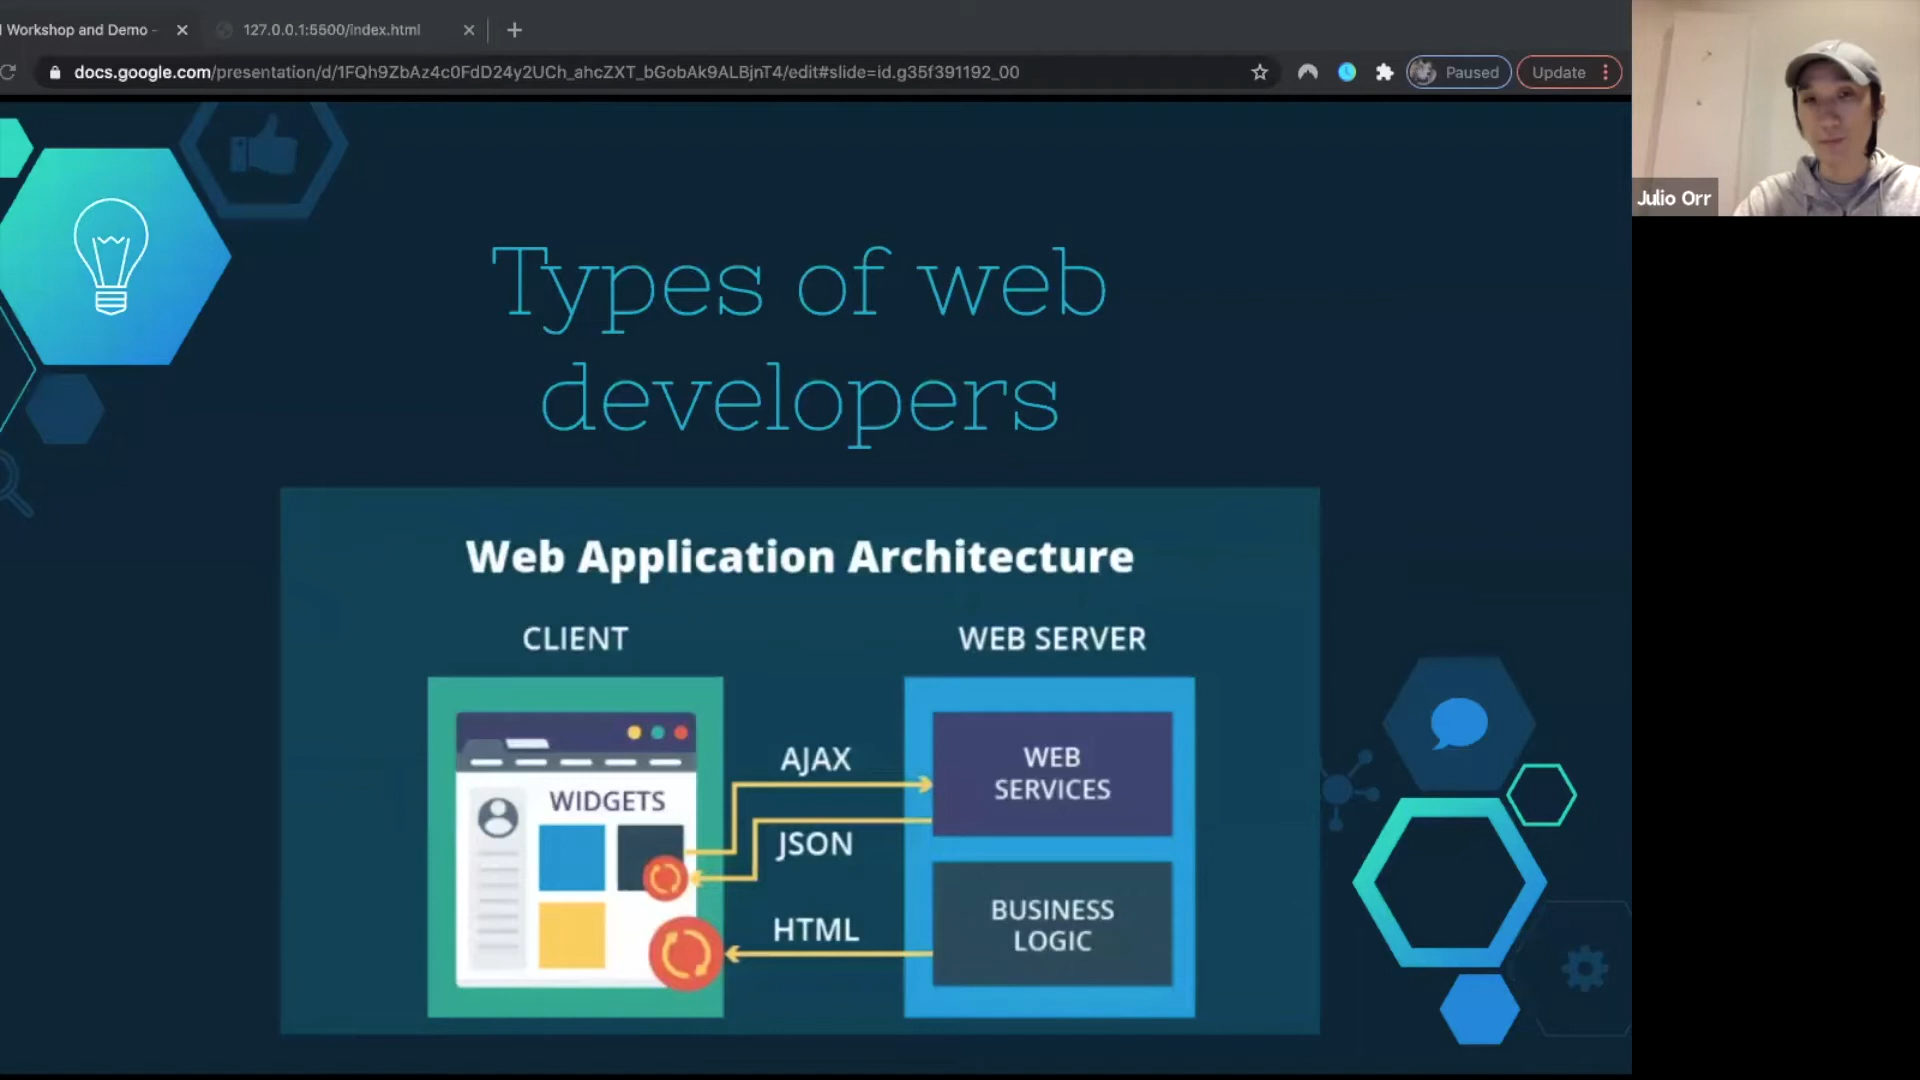 l Workshop and Demo -
127.0.0.1:5500/index.html
docs.google.com/presentation/d/1FQh9ZbAz4c0FdD24y2UCh_ahcZXT_bGobAk9ALBjnT4/edit#slide=id.g35f391192_00
Paused
Update
Julio Orr
Types of web
developers
Web Application Architecture
CLIENT
WEB SERVER
WIDGETS
AJAX
JSON
HTML
WEB
SERVICES
BUSINESS
LOGIC